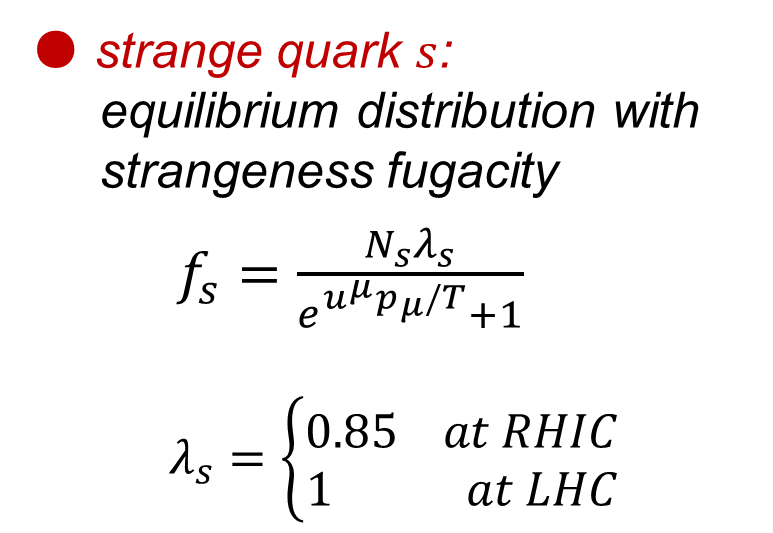 ● strange quark s:
equilibrium distribution with
strangeness fugacity
f_s = N_s λ_s / (e^{u^μ p_μ/T} + 1)
λ_s = { 0.85 at RHIC
1 at LHC